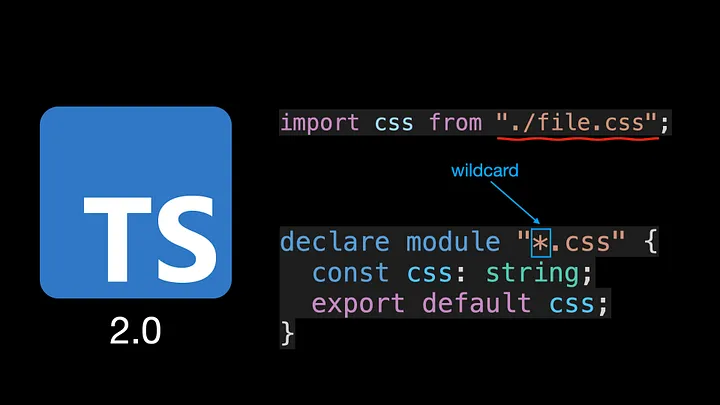 import css from "./file.css";
wildcard
declare module "*.css" {
const css: string;
export default css;
}
TS
2.0